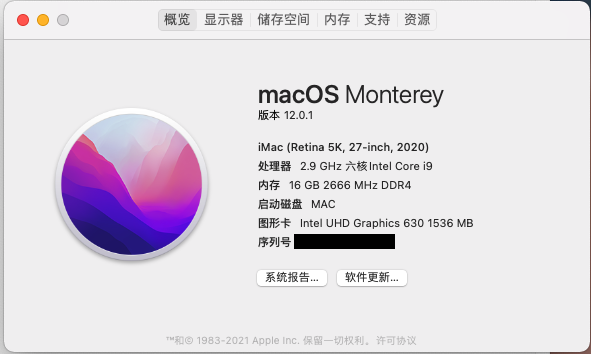 概览 显示器 储存空间 内存 支持 资源
macOS Monterey
版本 12.0.1
iMac (Retina 5K, 27-inch, 2020)
处理器 2.9 GHz 六核Intel Core i9
内存 16 GB 2666 MHz DDR4
启动磁盘 MAC
图形卡 Intel UHD Graphics 630 1536 MB
序列号
系统报告... 软件更新...
™和© 1983-2021 Apple Inc. 保留一切权利。许可协议